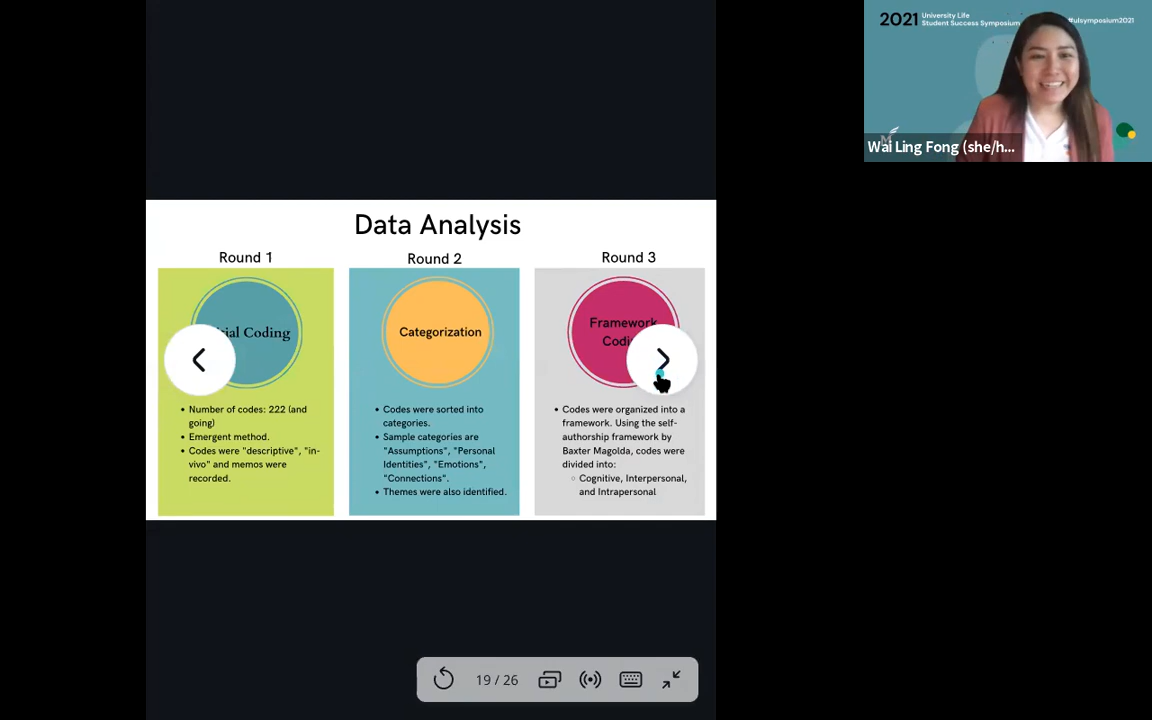 2021 University Life
Student Success Symposium
#ulsymposium2021
Wai Ling Fong (she/h...
Data Analysis
Round 1
Round 2
Round 3
Coding
Categorization
Framework
• Number of codes: 222 (and
going)
• Emergent method.
• Codes were "descriptive", "in-
vivo" and memos were
recorded.
• Codes were sorted into
categories.
• Sample categories are
"Assumptions", "Personal
Identities", "Emotions",
"Connections".
• Themes were also identified.
• Codes were organized into a
framework. Using the self-
authorship framework by
Baxter Magolda, codes were
divided into:
○ Cognitive, Interpersonal,
and Intrapersonal
19 / 26